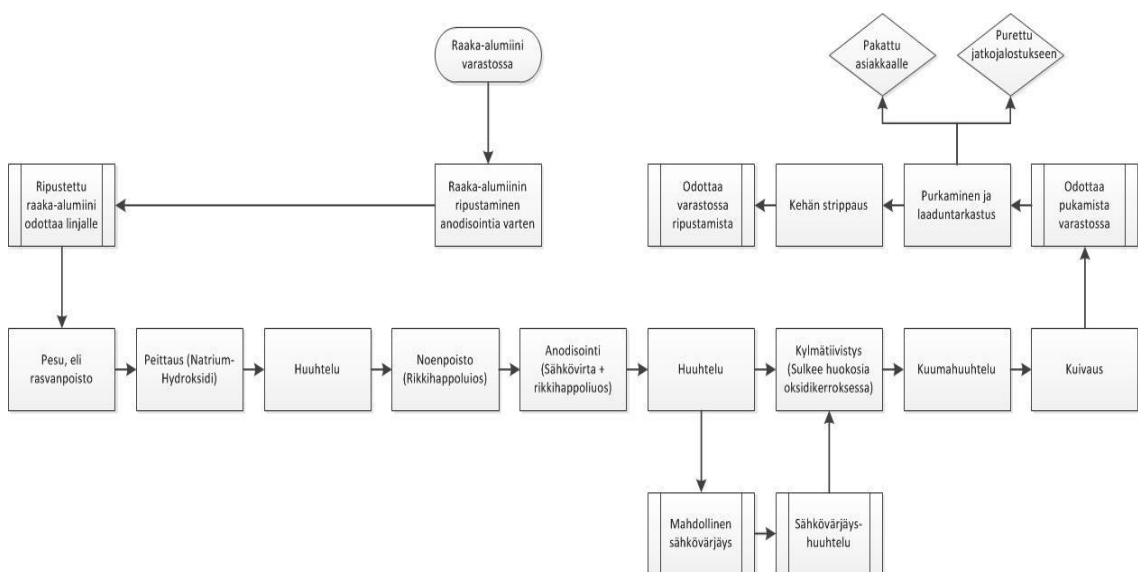 Raaka-alumiini
varastossa
Pakattu
asiakkaalle
Purettu
jatkojalostukseen
Ripustettu
raaka-alumiini
odottaa linjalle
Raaka-alumiinin
ripustaminen
anodisointia varten
Odottaa
varastossa
ripustamista
Kehän strippaus
Purkaminen ja
laaduntarkastus
Odottaa
pukamista
varastossa
Pesu, eli
rasvanpoisto
Peittaus (Natrium-
Hydroksidi)
Huuhtelu
Noenpoisto
(Rikkihappoluios)
Anodisointi
(Sähkövirta +
rikkihappoliuos)
Huuhtelu
Kylmätiivistys
(Sulkee huokosia
oksidikerroksessa)
Kuumahuuhtelu
Kuivaus
Mahdollinen
sähkövärjäys
Sähkövärjäys-
huuhtelu